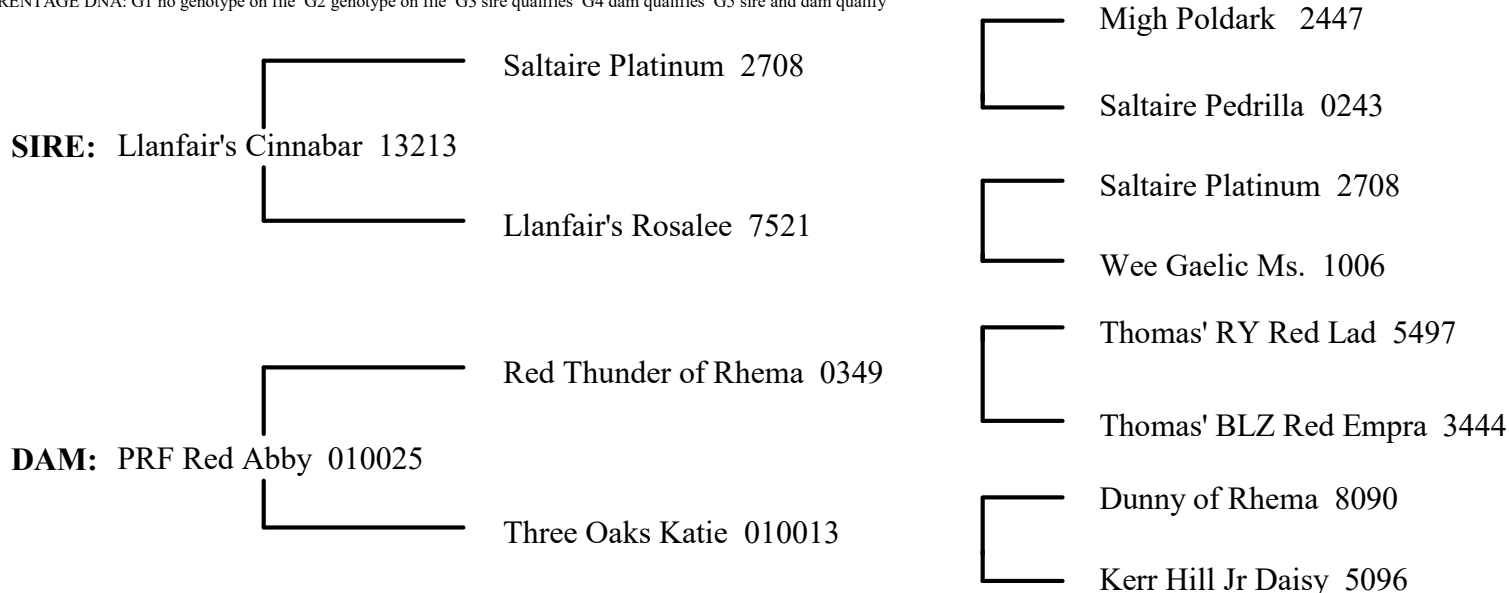 PARENTAGE DNA: G1 no genotype on file G2 genotype on file G3 sire qualifies G4 dam qualifies G5 sire and dam qualify
Migh Poldark 2447
Saltaire Platinum 2708
Saltaire Pedrilla 0243
SIRE: Llanfair's Cinnabar 13213
Saltaire Platinum 2708
Llanfair's Rosalee 7521
Wee Gaelic Ms. 1006
Thomas' RY Red Lad 5497
Red Thunder of Rhema 0349
Thomas' BLZ Red Empra 3444
DAM: PRF Red Abby 010025
Dunny of Rhema 8090
Three Oaks Katie 010013
Kerr Hill Jr Daisy 5096